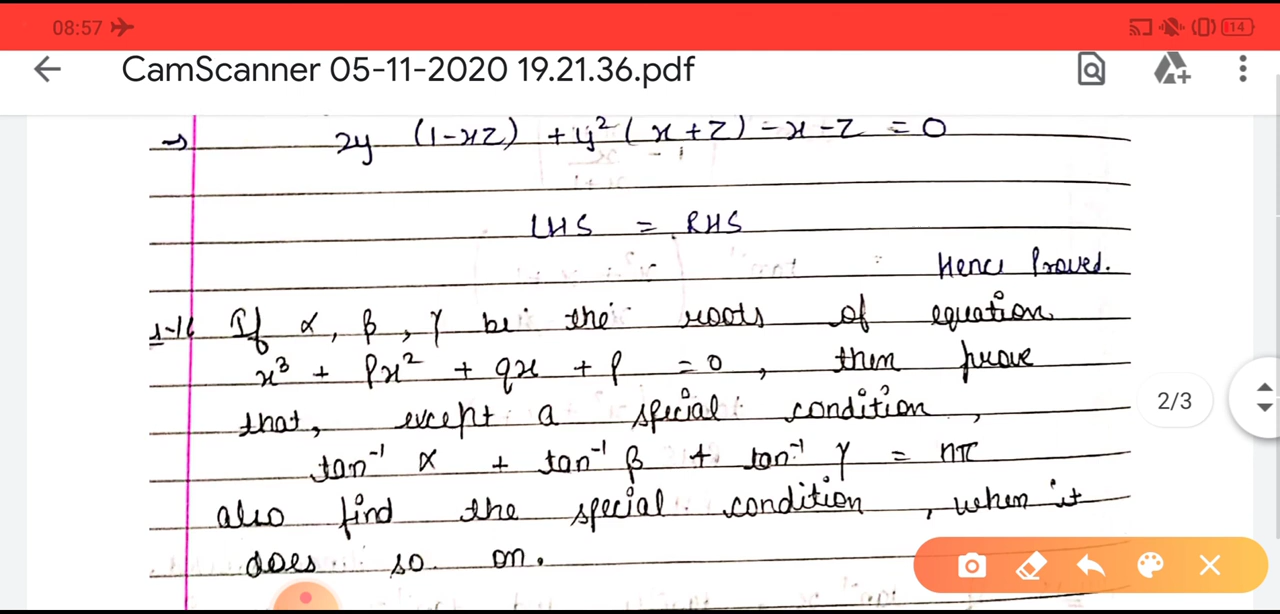 08:57
14
CamScanner 05-11-2020 19.21.36.pdf
→ 2y (1-xz) + y² (x+z) - x - z = 0
LHS = RHS
Hence Proved.
If α, β, γ be the roots of equation
x³ + Px² + qx + P = 0, then prove
that, except a special condition,
tan⁻¹ α + tan⁻¹ β + tan⁻¹ γ = nπ
also find the special condition, when it
does so on.
2/3